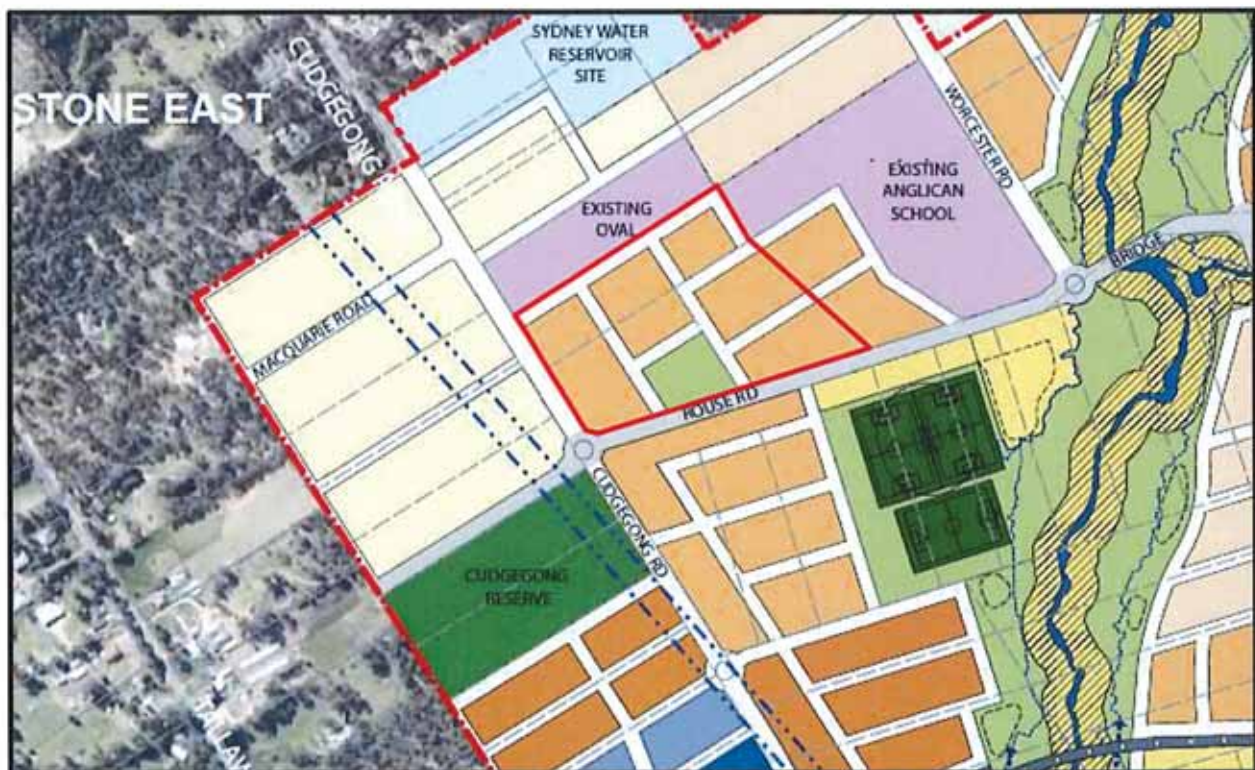 SYDNEY WATER
RESERVOIR
SITE
CUDGEGONG
STONE EAST
WORCESTER RD
EXISTING
ANGLICAN
SCHOOL
EXISTING
OVAL
BRIDGE
MACQUARIE ROAD
ROUSE RD
CUDGEGONG RD
CUDGEGONG
RESERVE